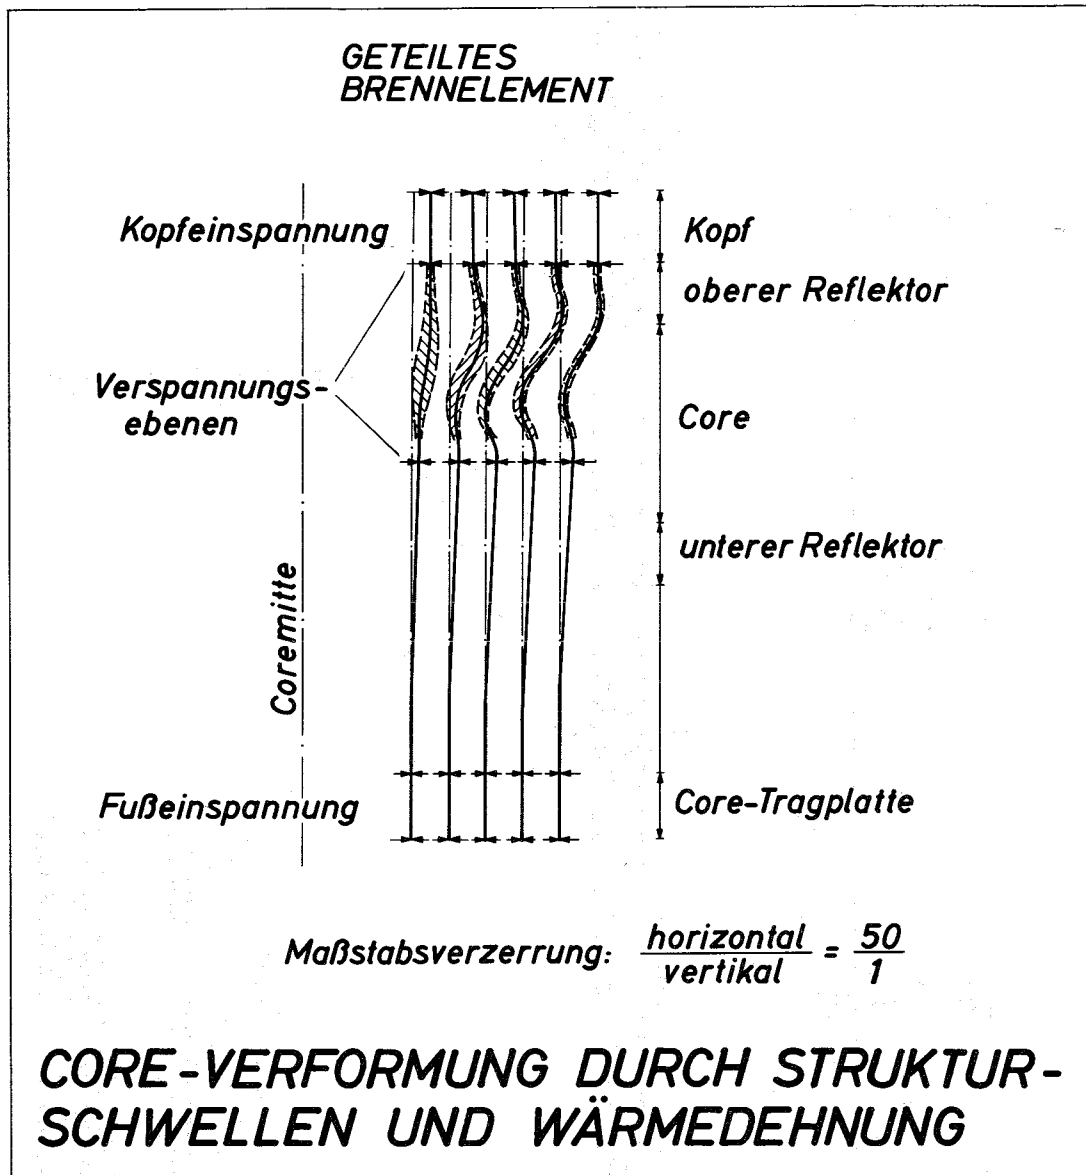 GETEILTES
BRENNELEMENT
Kopfeinspannung
Kopf
oberer Reflektor
Verspannungs-
ebenen
Core
unterer Reflektor
Coremitte
Fußeinspannung
Core-Tragplatte
Maßstabsverzerrung: horizontal / vertikal = 50 / 1
CORE-VERFORMUNG DURCH STRUKTUR-
SCHWELLEN UND WÄRMEDEHNUNG